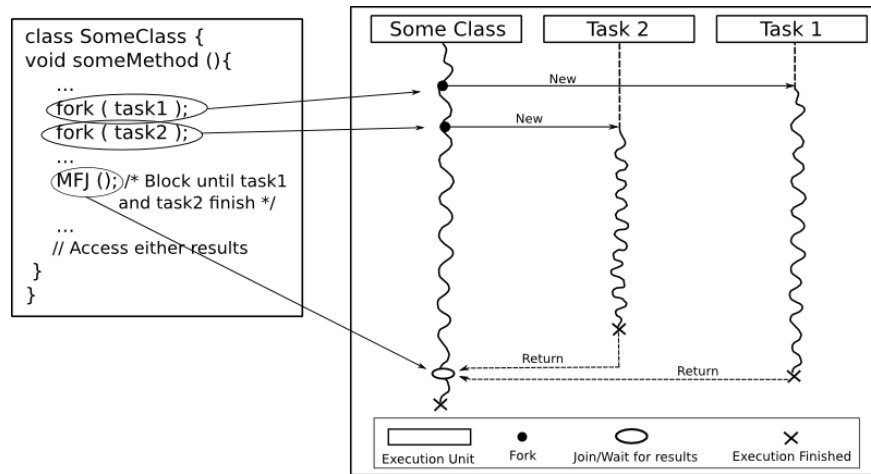 class SomeClass {
void someMethod (){
...
fork ( task1 );
fork ( task2 );
...
MFJ (); /* Block until task1
and task2 finish */
...
// Access either results
}
}
Some Class
Task 2
Task 1
New
New
Return
Return
Execution Unit
Fork
Join/Wait for results
Execution Finished